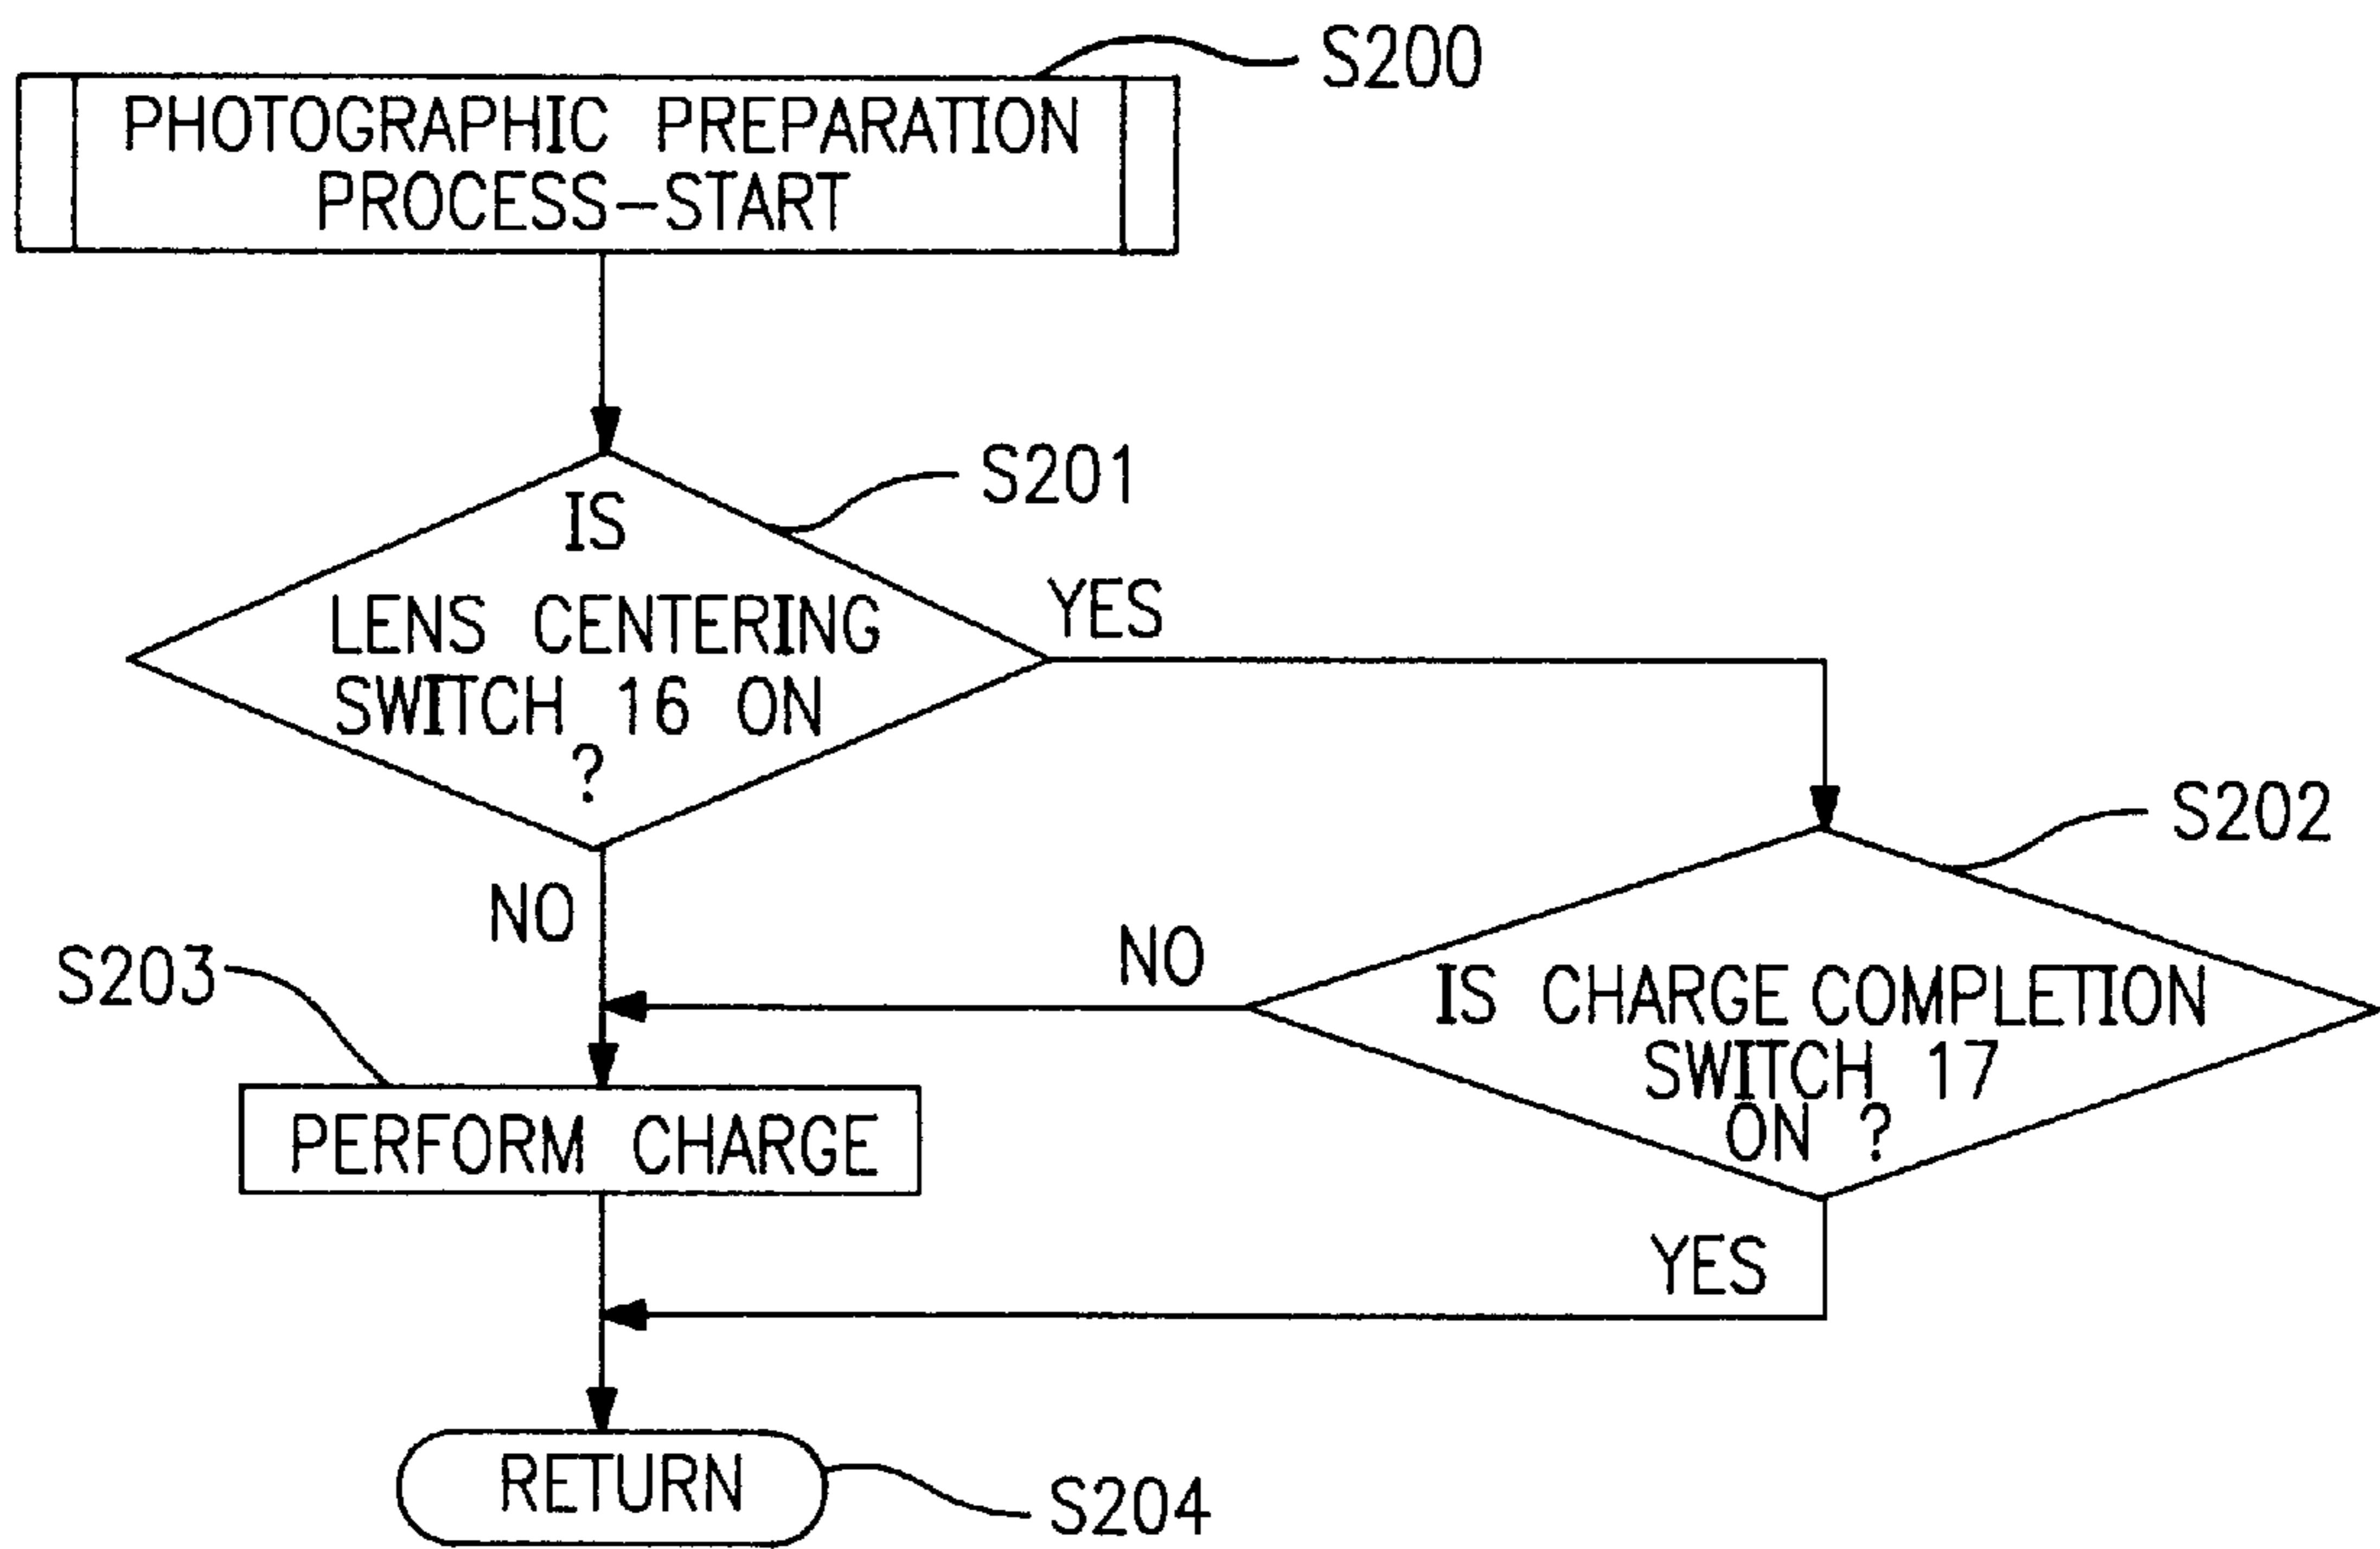 S200
PHOTOGRAPHIC PREPARATION
PROCESS-START
S201
IS
LENS CENTERING
SWITCH 16 ON
?
YES
NO
S202
IS CHARGE COMPLETION
SWITCH 17
ON ?
NO
YES
S203
PERFORM CHARGE
RETURN
S204